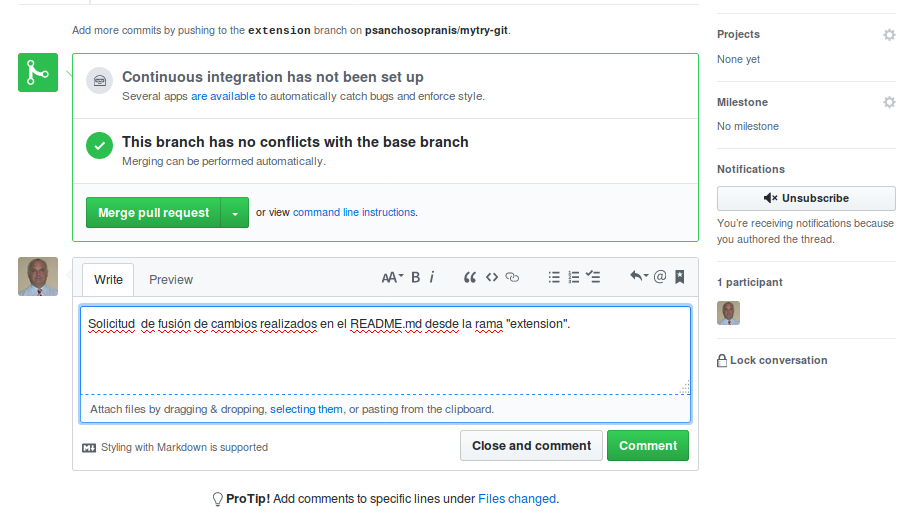 Add more commits by pushing to the extension branch on psanchosopranis/mytry-git.
Continuous integration has not been set up
Several apps are available to automatically catch bugs and enforce style.
This branch has no conflicts with the base branch
Merging can be performed automatically.
Merge pull request or view command line instructions.
Write Preview AA B i
Solicitud de fusión de cambios realizados en el README.md desde la rama "extension".
Attach files by dragging & dropping, selecting them, or pasting from the clipboard.
Styling with Markdown is supported
Close and comment Comment
ProTip! Add comments to specific lines under Files changed.
Projects
None yet
Milestone
No milestone
Notifications
Unsubscribe
You're receiving notifications because
you authored the thread.
1 participant
Lock conversation